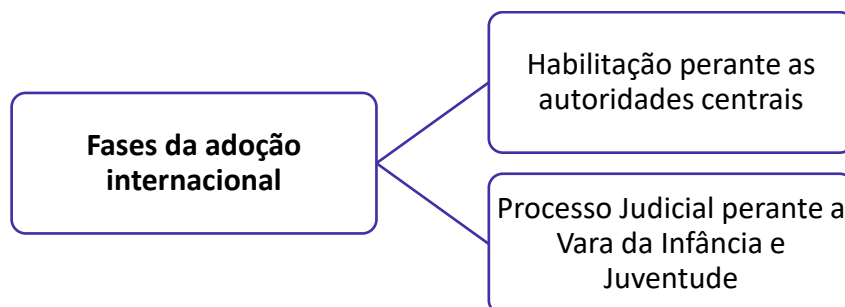 Fases da adoção
internacional
Habilitação perante as
autoridades centrais
Processo Judicial perante a
Vara da Infância e
Juventude